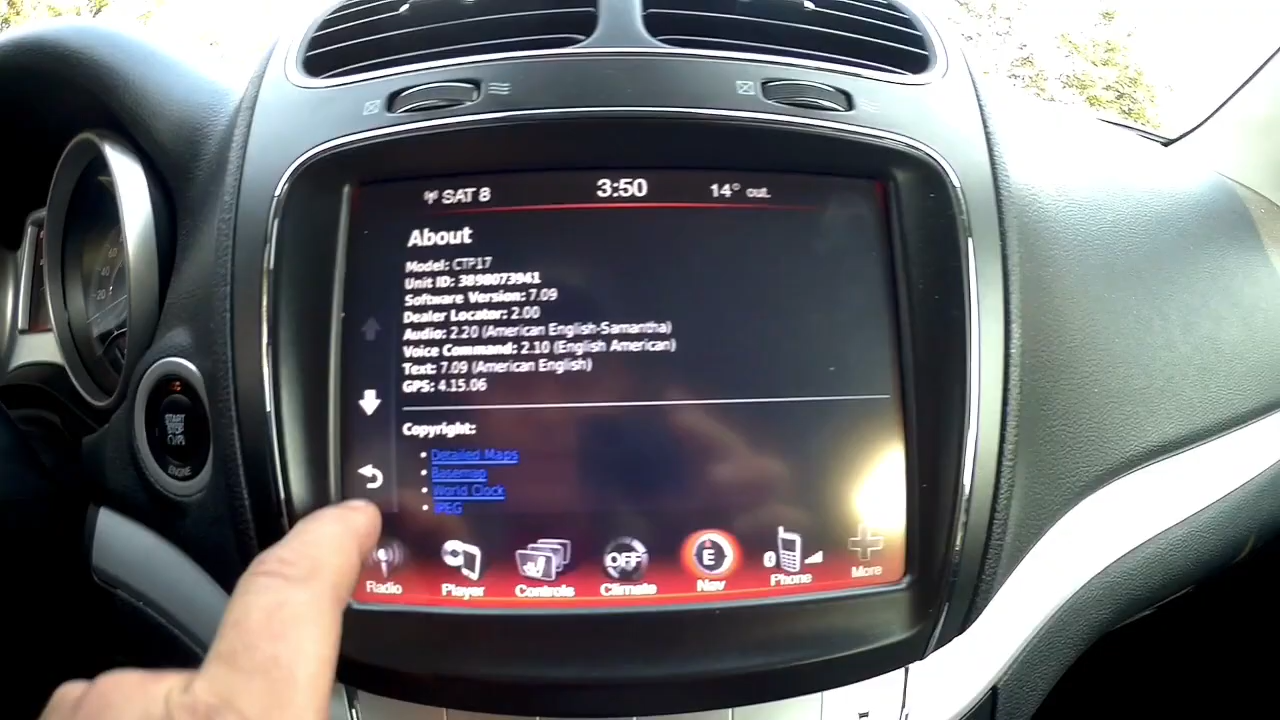 SAT 8 3:50 14° out.
About
Model: CTP17
Unit ID: 3898073941
Software Version: 7.09
Dealer Locator: 2.00
Audio: 2.20 (American English-Samantha)
Voice Command: 2.10 (English American)
Text: 7.09 (American English)
GPS: 4.15.06
Copyright:
• Detailed Maps
• Basemap
• World Clock
• JPEG
OFF E
Radio Player Controls Climate Nav Phone More
START
STOP
ENGINE
60
40
20